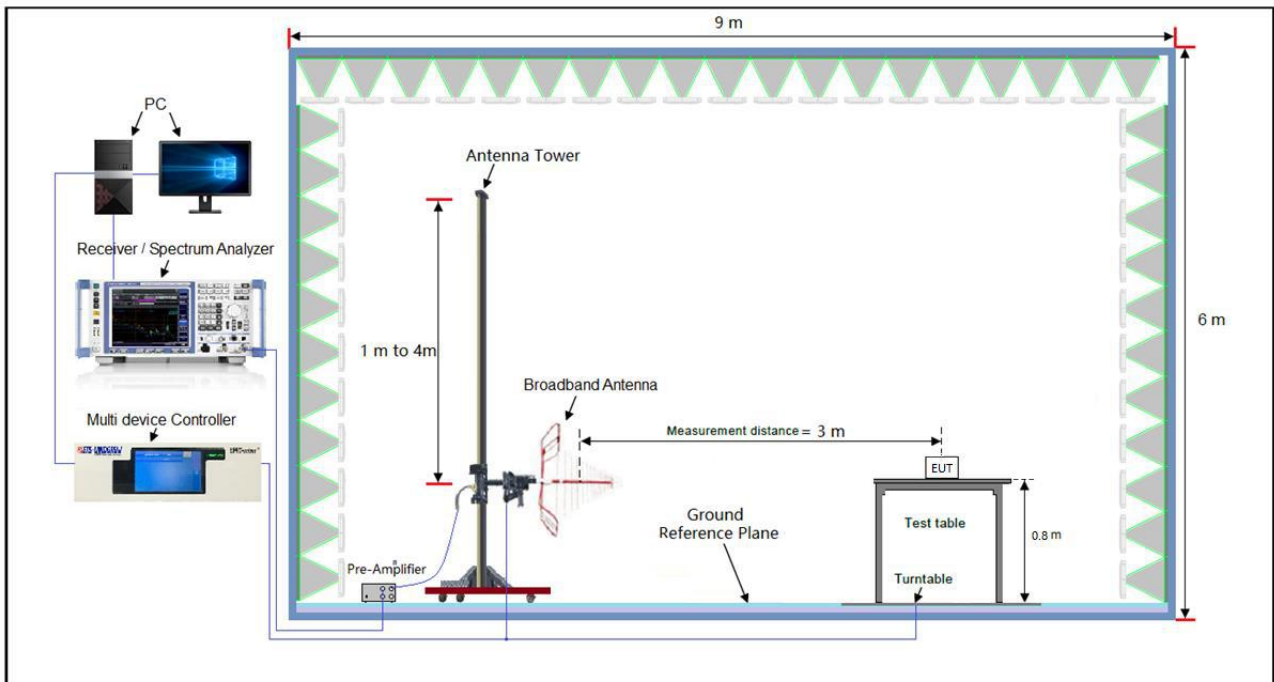 9 m
PC
Antenna Tower
Receiver / Spectrum Analyzer
1 m to 4m
6 m
Broadband Antenna
Multi device Controller
Measurement distance = 3 m
EUT
Ground
Reference Plane
Test table
0.8 m
Pre-Amplifier
Turntable